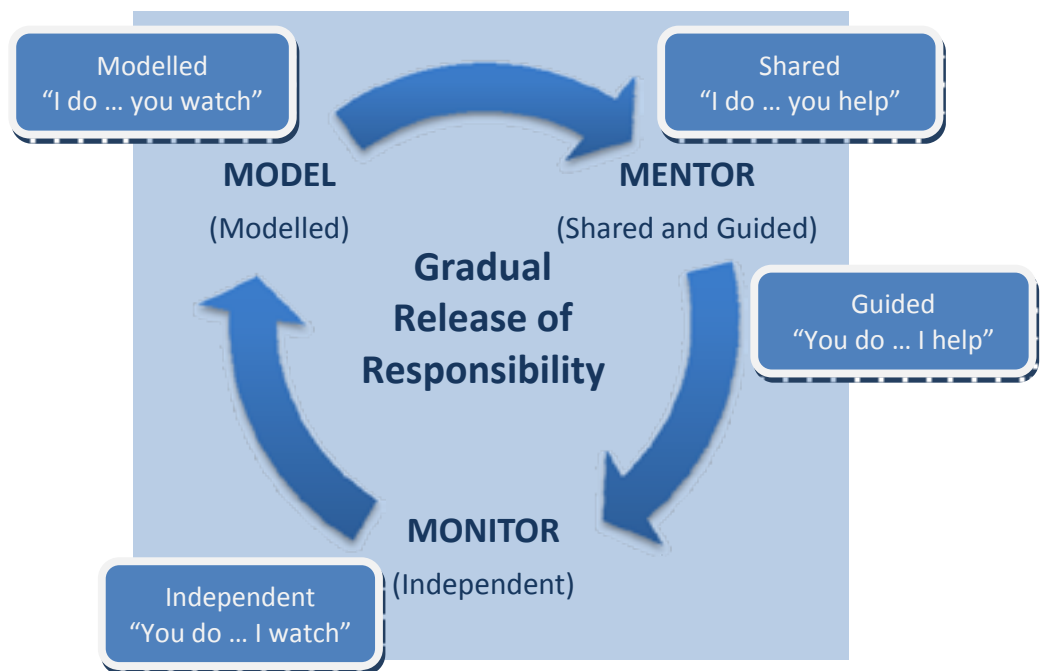 Modelled
“I do … you watch”
Shared
“I do … you help”
MODEL
(Modelled)
MENTOR
(Shared and Guided)
Gradual
Release of
Responsibility
Guided
“You do … I help”
MONITOR
(Independent)
Independent
“You do … I watch”